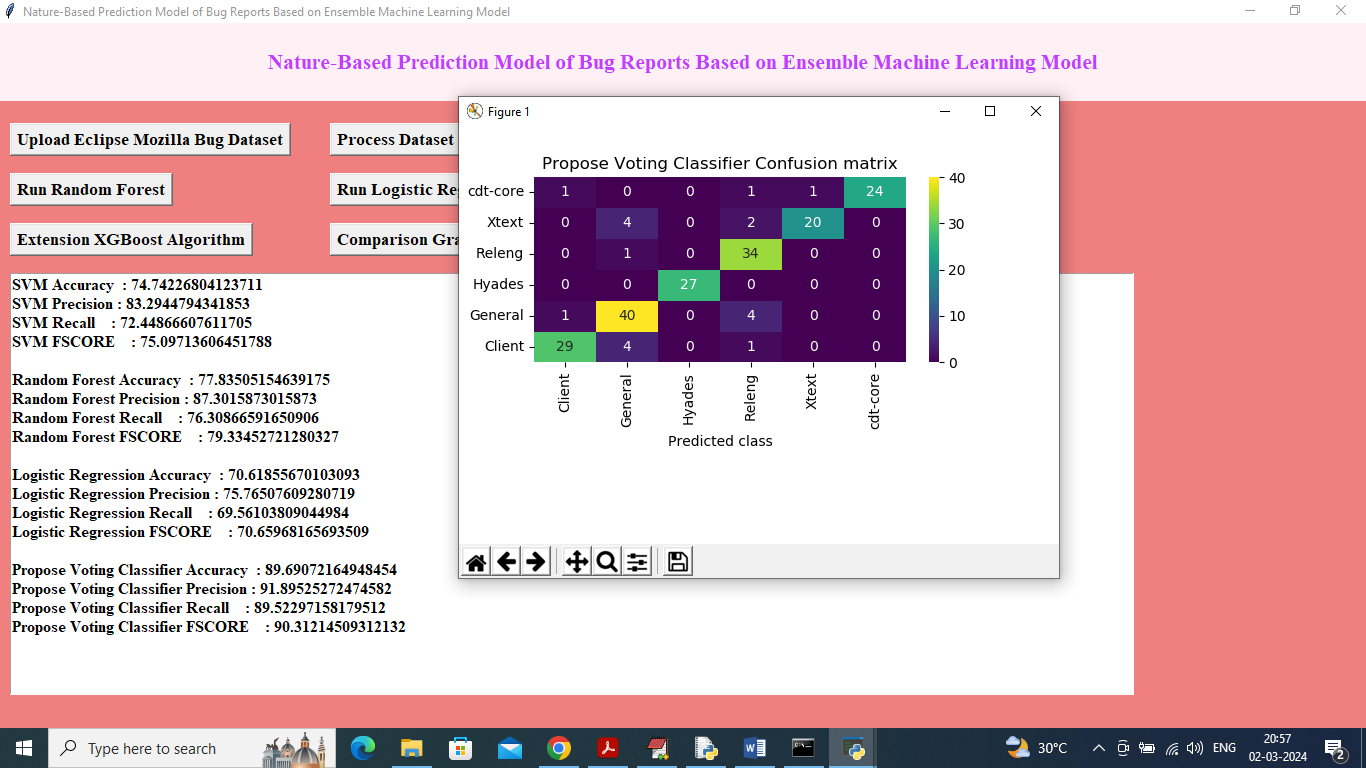 Nature-Based Prediction Model of Bug Reports Based on Ensemble Machine Learning Model
Nature-Based Prediction Model of Bug Reports Based on Ensemble Machine Learning Model
Upload Eclipse Mozilla Bug Dataset
Process Dataset
Run Random Forest
Run Logistic Re
Extension XGBoost Algorithm
Comparison Gra
SVM Accuracy : 74.74226804123711
SVM Precision : 83.2944794341853
SVM Recall : 72.44866607611705
SVM FSCORE : 75.09713606451788
Random Forest Accuracy : 77.83505154639175
Random Forest Precision : 87.3015873015873
Random Forest Recall : 76.30866591650906
Random Forest FSCORE : 79.33452721280327
Logistic Regression Accuracy : 70.61855670103093
Logistic Regression Precision : 75.76507609280719
Logistic Regression Recall : 69.56103809044984
Logistic Regression FSCORE : 70.65968165693509
Propose Voting Classifier Accuracy : 89.69072164948454
Propose Voting Classifier Precision : 91.89525272474582
Propose Voting Classifier Recall : 89.52297158179512
Propose Voting Classifier FSCORE : 90.31214509312132
Figure 1
Propose Voting Classifier Confusion matrix
cdt-core 1 0 0 1 1 24
Xtext 0 4 0 2 20 0
Releng 0 1 0 34 0 0
Hyades 0 0 27 0 0 0
General 1 40 0 4 0 0
Client 29 4 0 1 0 0
Client
General
Hyades
Releng
Xtext
cdt-core
Predicted class
40
30
20
10
0
Type here to search
30°C
ENG
20:57
02-03-2024
2